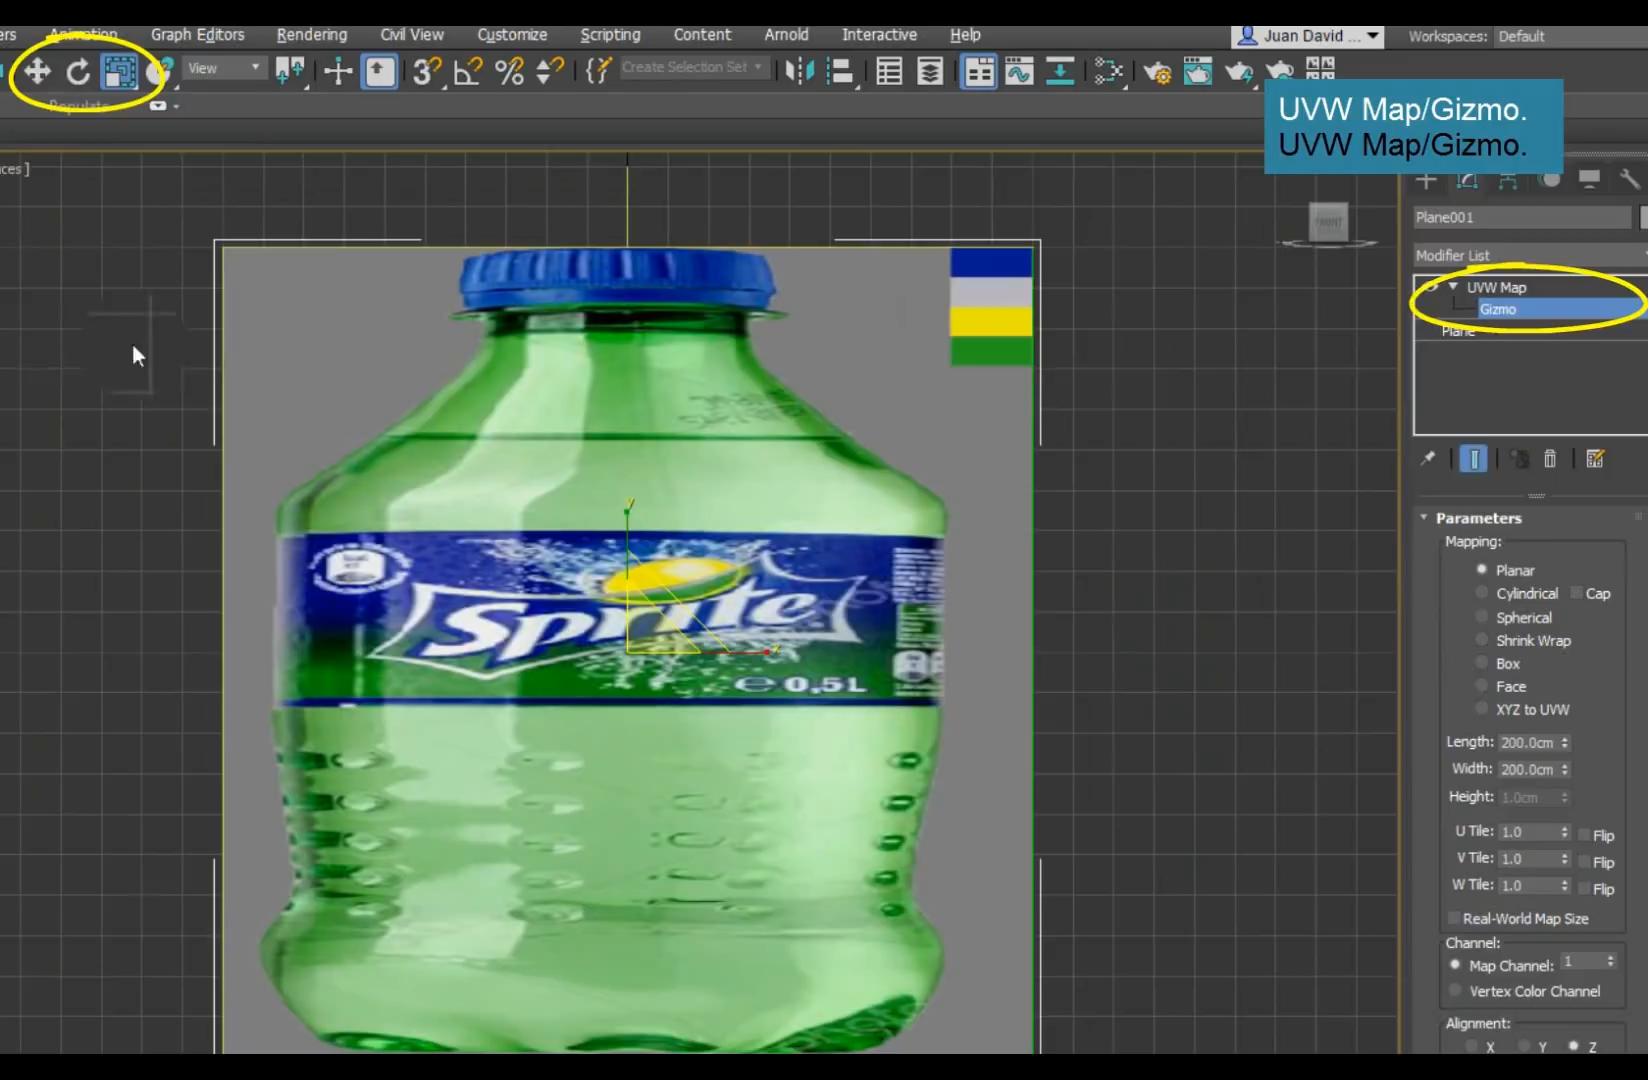 Animation Graph Editors Rendering Civil View Customize Scripting Content Arnold Interactive Help
Juan David ...
Workspaces: Default
View
3
Create Selection Set
Populate
UVW Map/Gizmo.
UVW Map/Gizmo.
FRONT
Plane001
Modifier List
UVW Map
Gizmo
Plane
y
Sprite
0,5L
Parameters
Mapping:
Planar
Cylindrical Cap
Spherical
Shrink Wrap
Box
Face
XYZ to UVW
Length: 200.0cm
Width: 200.0cm
Height: 1.0cm
U Tile: 1.0 Flip
V Tile: 1.0 Flip
W Tile: 1.0 Flip
Real-World Map Size
Channel:
Map Channel: 1
Vertex Color Channel
Alignment:
X Y Z